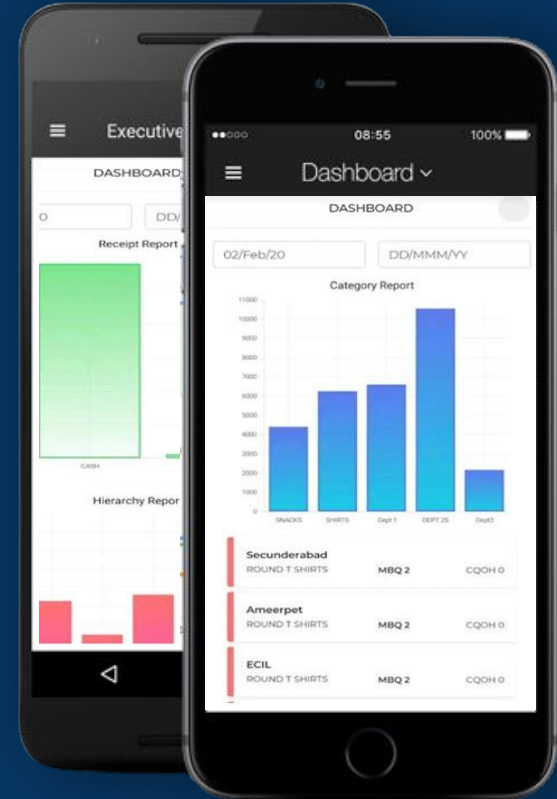 Executive
DASHBOARD
0 DD/
Receipt Report
CASH
Hierarchy Repor
08:55 100%
Dashboard
DASHBOARD
02/Feb/20 DD/MMM/YY
Category Report
11000
10000
9000
8000
7000
6000
5000
4000
3000
2000
1000
0
SNACKS SHIRTS Dept 1 DEPT 25 Dept3
Secunderabad
ROUND T SHIRTS MBQ 2 CQOH 0
Ameerpet
ROUND T SHIRTS MBQ 2 CQOH 0
ECIL
ROUND T SHIRTS MBQ 2 CQOH 0